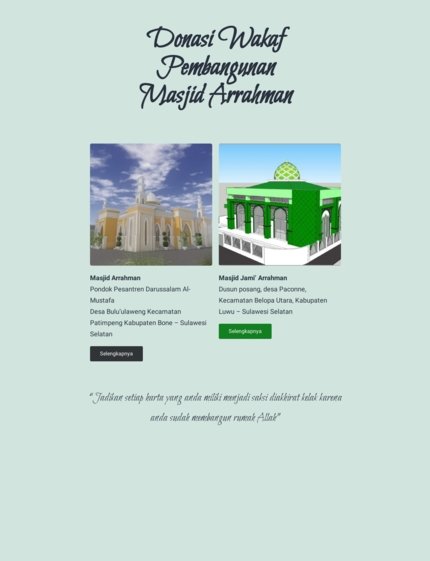 Donasi Wakaf
Pembangunan
Masjid Arrahman
Masjid Arrahman
Pondok Pesantren Darussalam Al-
Mustafa
Desa Bulu'ulaweng Kecamatan
Patimpeng Kabupaten Bone – Sulawesi
Selatan
Selengkapnya
Masjid Jami' Arrahman
Dusun posang, desa Paconne,
Kecamatan Belopa Utara, Kabupaten
Luwu – Sulawesi Selatan
Selengkapnya
“ Jadikan setiap harta yang anda miliki menjadi saksi diakhirat kelak karena
anda sudah membangun rumah Allah”